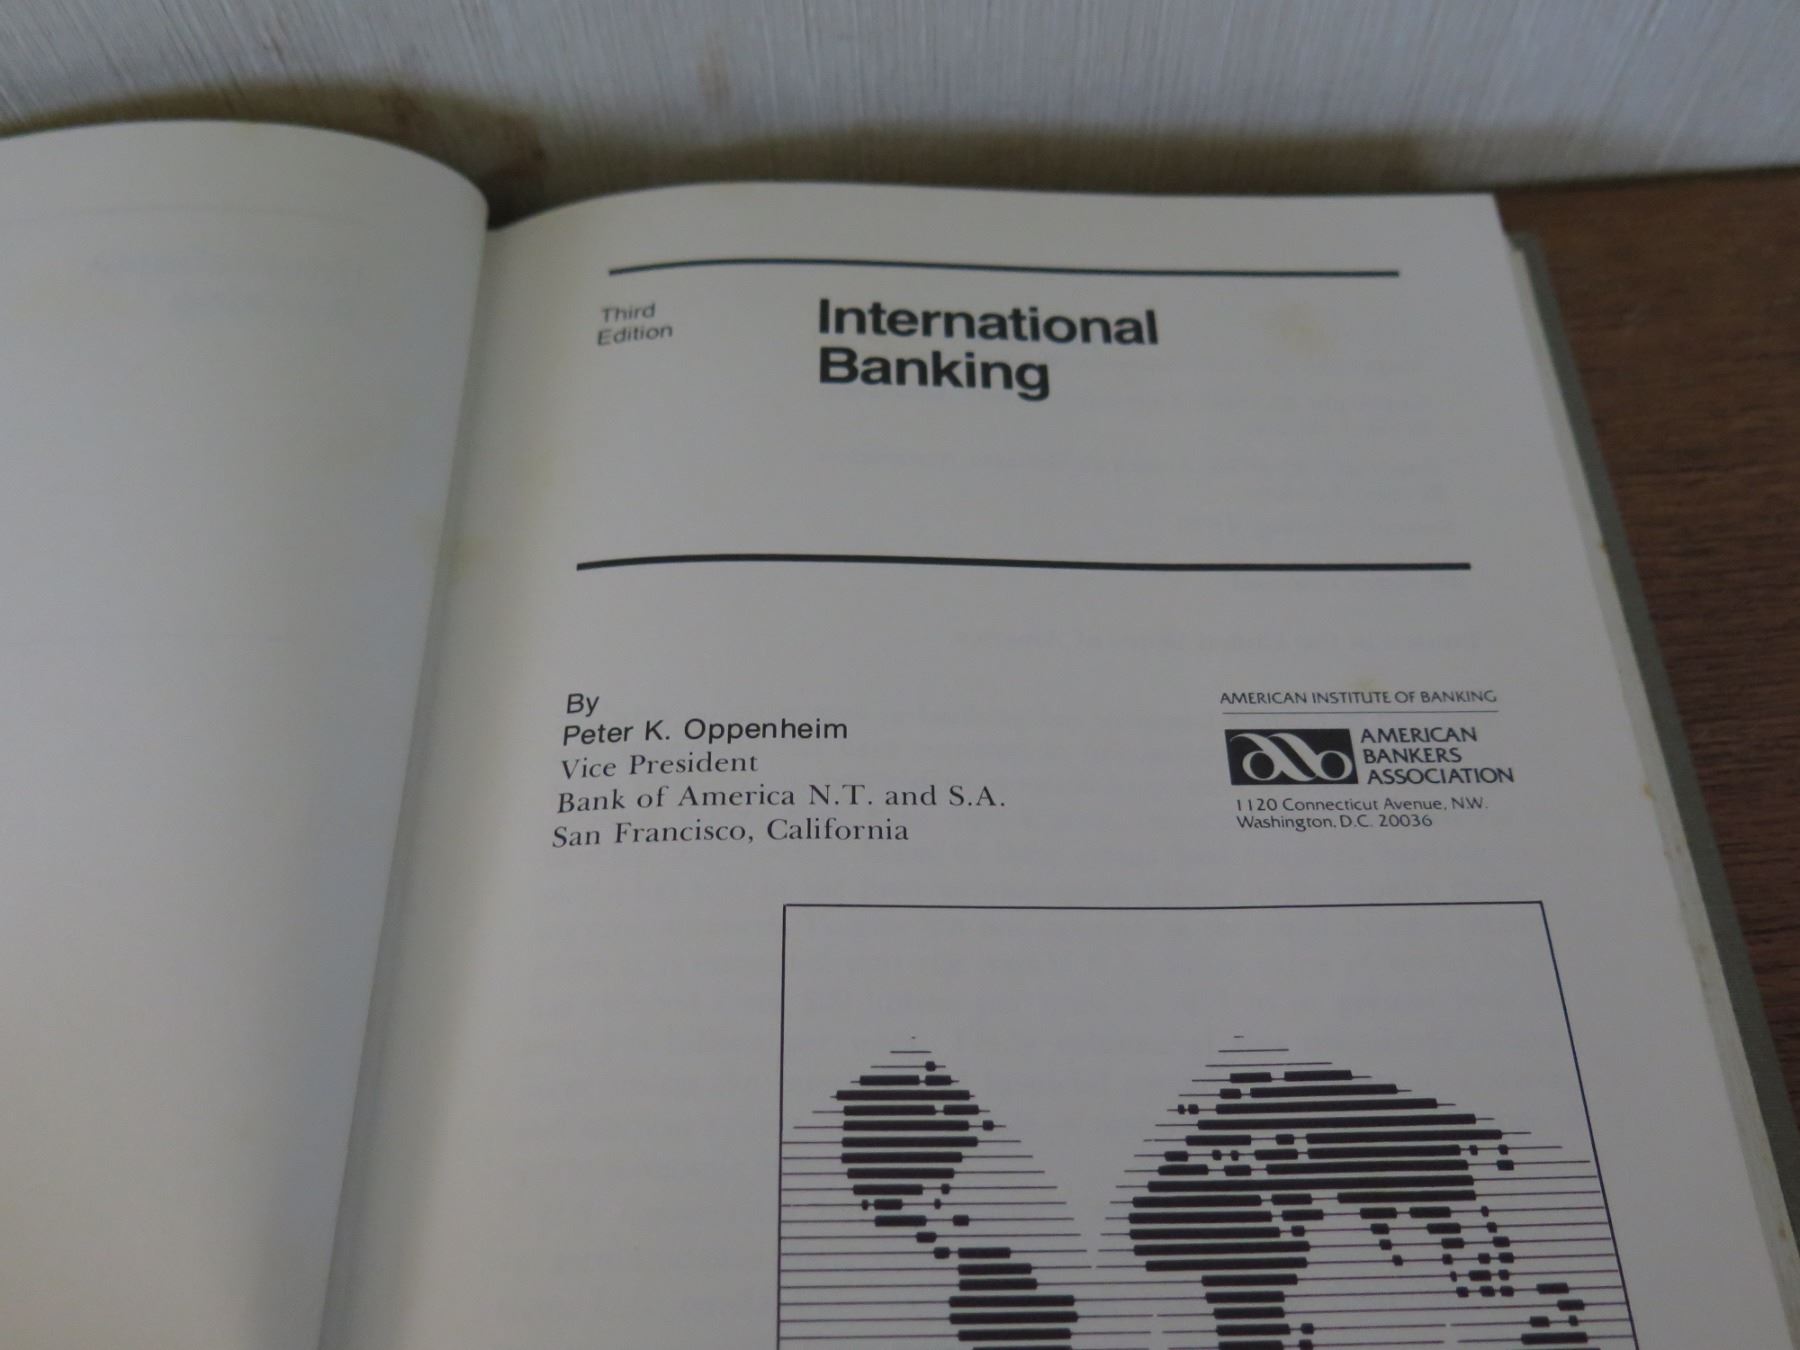 Third
Edition
International
Banking
By
Peter K. Oppenheim
Vice President
Bank of America N.T. and S.A.
San Francisco, California
AMERICAN INSTITUTE OF BANKING
AMERICAN
BANKERS
ASSOCIATION
1120 Connecticut Avenue, N.W.
Washington, D.C. 20036